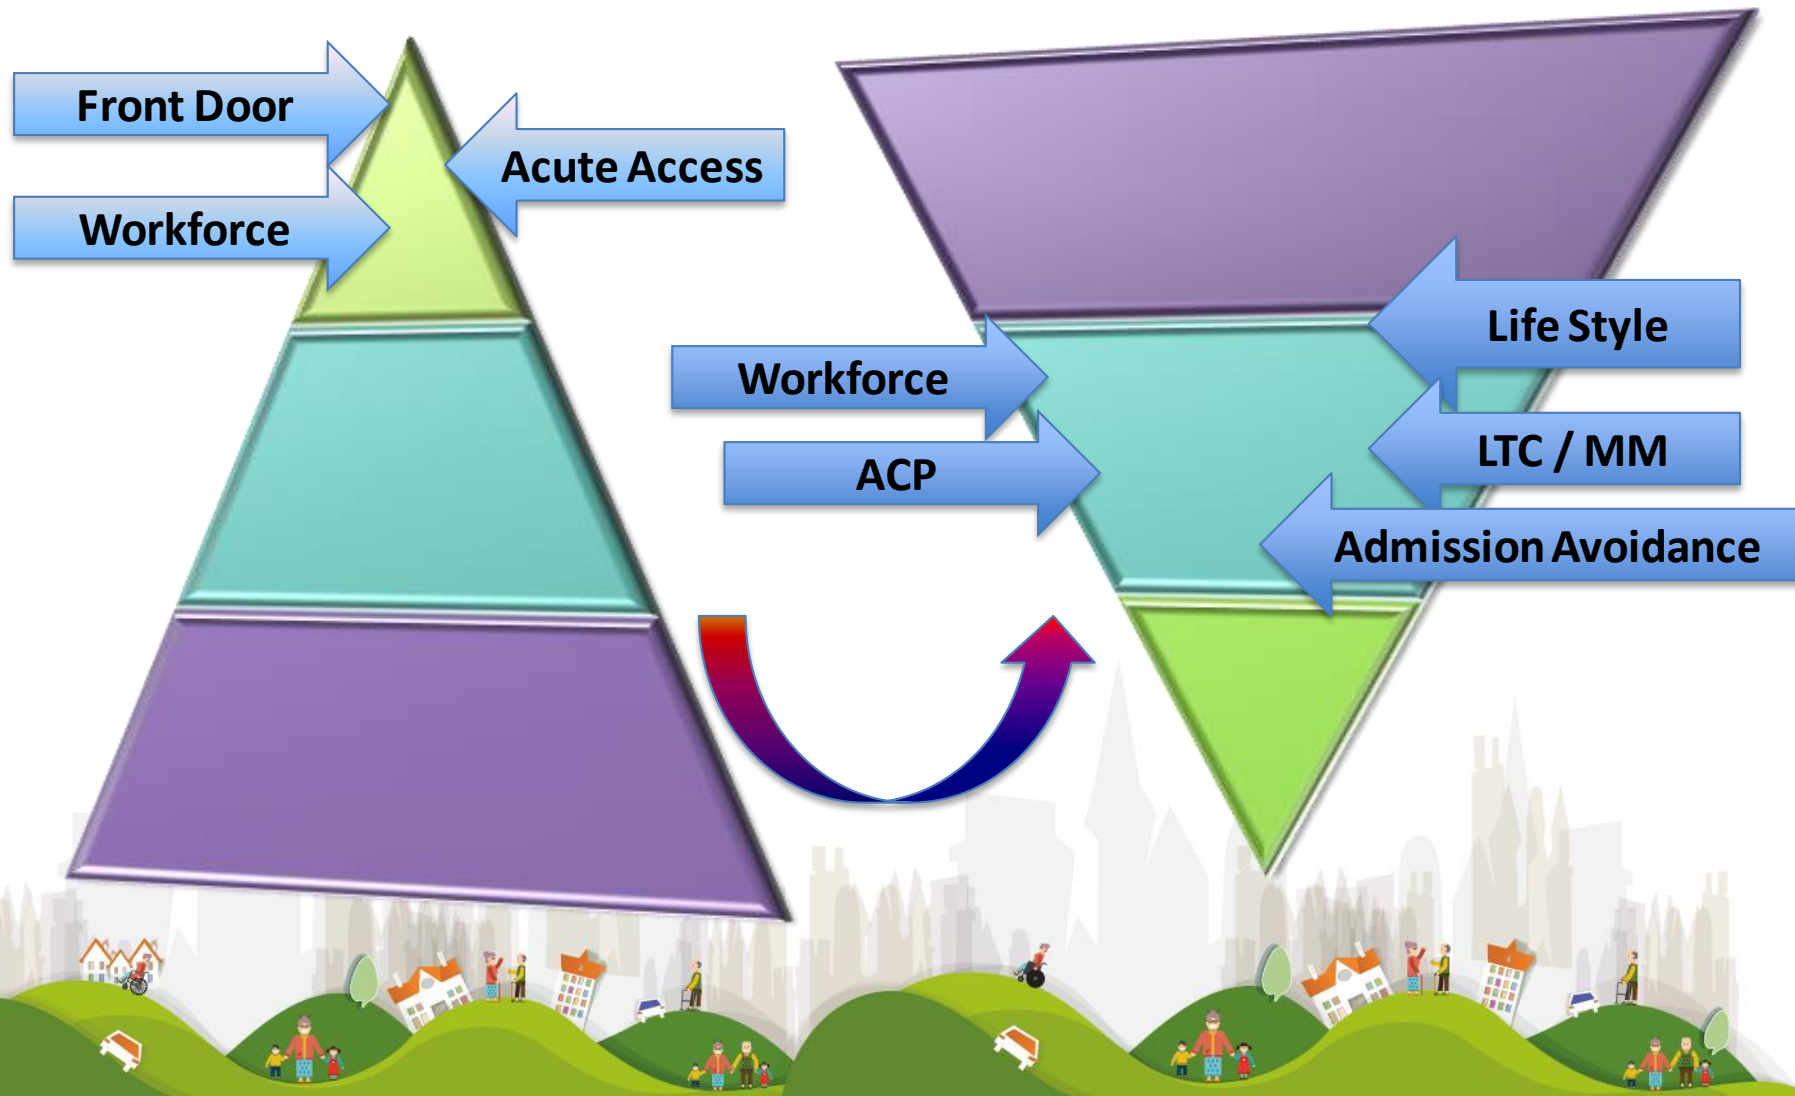 Front Door
Acute Access
Workforce
Life Style
Workforce
LTC / MM
ACP
Admission Avoidance